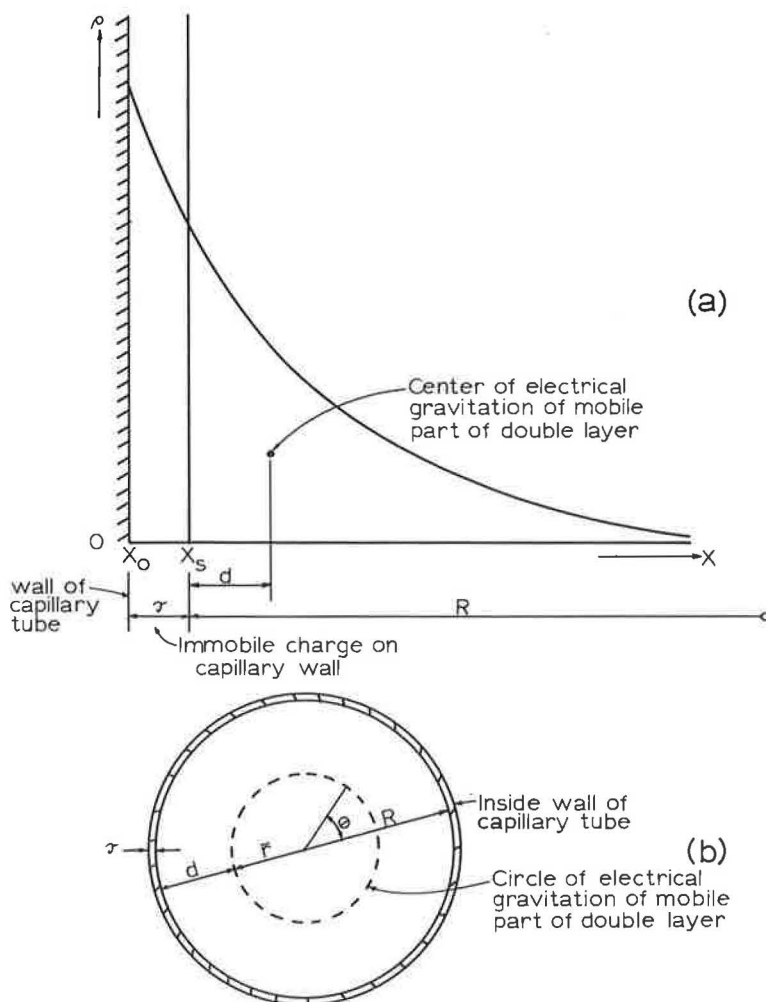 ρ
(a)
Center of electrical
gravitation of mobile
part of double layer
O
X₀
Xₛ
X
d
wall of
capillary
tube
τ
R
Immobile charge on
capillary wall
Inside wall of
capillary tube
R
θ
τ
d
r̄
(b)
Circle of electrical
gravitation of mobile
part of double layer